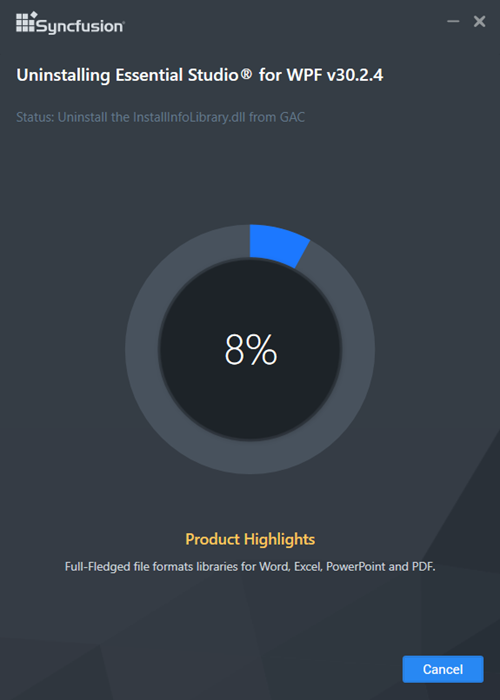 Syncfusion®
Uninstalling Essential Studio® for WPF v30.2.4
Status: Uninstall the InstallInfoLibrary.dll from GAC
8%
Product Highlights
Full-Fledged file formats libraries for Word, Excel, PowerPoint and PDF.
Cancel